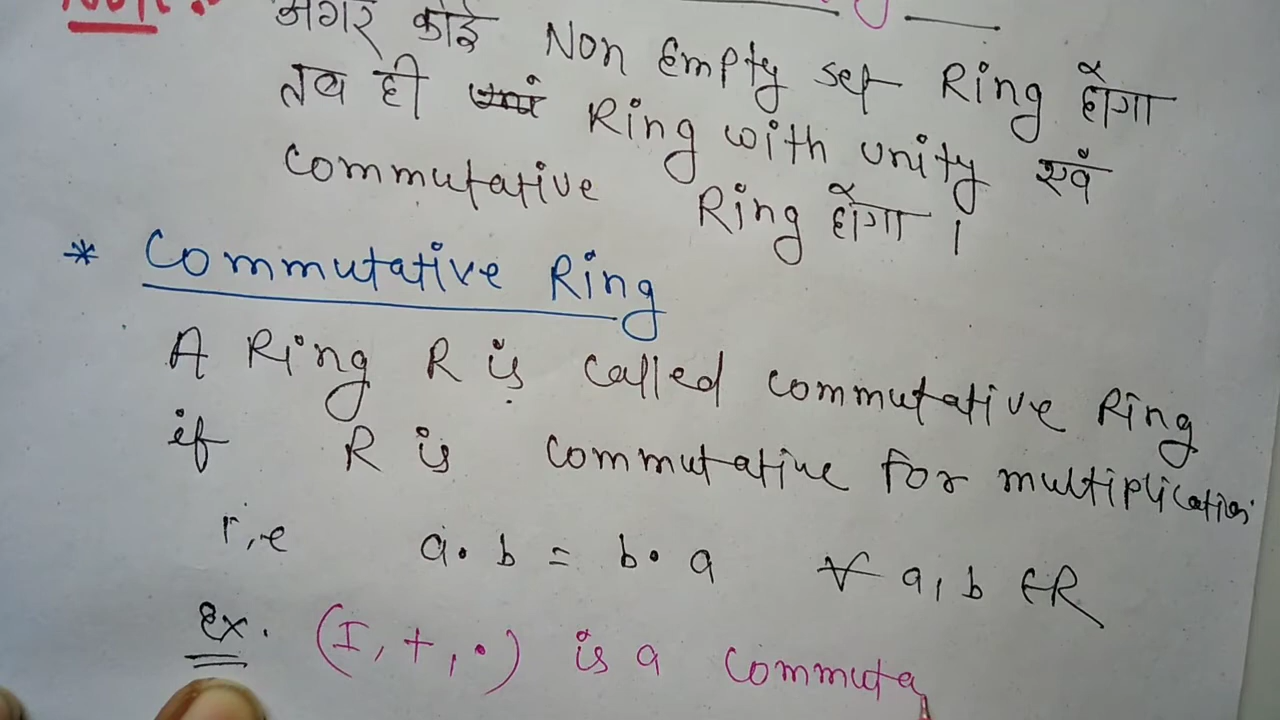 Note:-
अगर कोई Non Empty set Ring होगा
तब ही Ring with unity एवं
Commutative Ring होगा।
* Commutative Ring
A Ring R is called commutative Ring
if R is commutative for multiplication
i,e a·b = b·a ∀ a,b ∈ R
Ex. (I,+,·) is a commuta